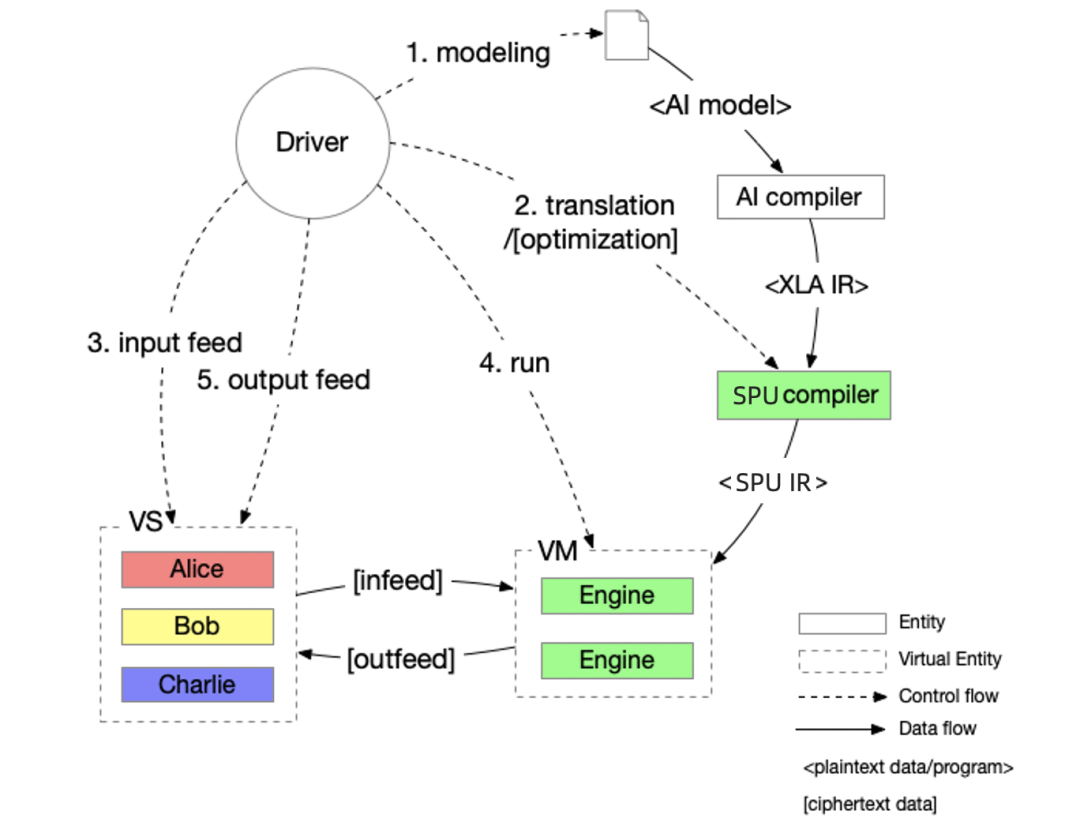 1. modeling
<AI model>
Driver
AI compiler
2. translation
/[optimization]
<XLA IR>
3. input feed
5. output feed
4. run
SPU compiler
<SPU IR>
VS
Alice
Bob
Charlie
[infeed]
[outfeed]
VM
Engine
Engine
Entity
Virtual Entity
Control flow
Data flow
<plaintext data/program>
[ciphertext data]